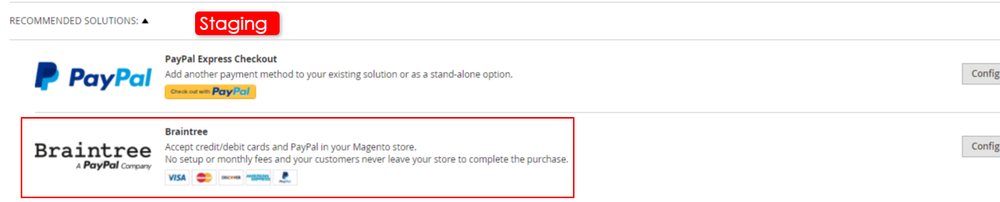 RECOMMENDED SOLUTIONS:
Staging
PayPal
PayPal Express Checkout
Add another payment method to your existing solution or as a stand-alone option.
Check out with PayPal
Config
Braintree
A PayPal Company
Braintree
Accept credit/debit cards and PayPal in your Magento store.
No setup or monthly fees and your customers never leave your store to complete the purchase.
VISA MasterCard DISCOVER AMERICAN EXPRESS PayPal
Config